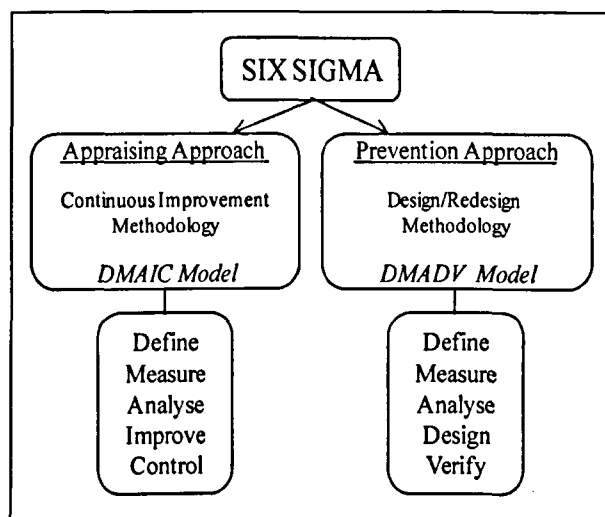 SIX SIGMA
Appraising Approach
Continuous Improvement
Methodology
DMAIC Model
Prevention Approach
Design/Redesign
Methodology
DMADV Model
Define
Measure
Analyse
Improve
Control
Define
Measure
Analyse
Design
Verify